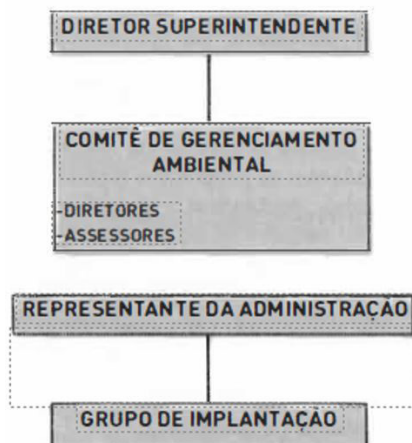 DIRETOR SUPERINTENDENTE
COMITÊ DE GERENCIAMENTO
AMBIENTAL
-DIRETORES
-ASSESSORES
REPRESENTANTE DA ADMINISTRAÇÃO
GRUPO DE IMPLANTAÇÃO